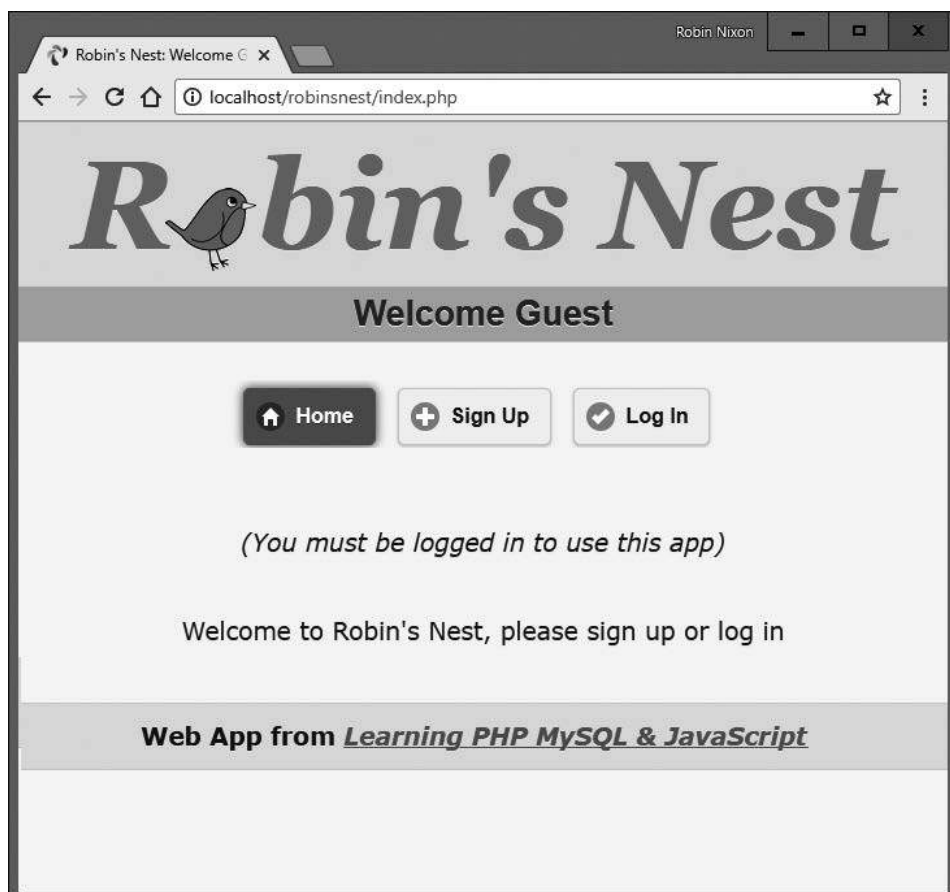 Robin Nixon
Robin's Nest: Welcome G
localhost/robinsnest/index.php
Robin's Nest
Welcome Guest
Home Sign Up Log In
(You must be logged in to use this app)
Welcome to Robin's Nest, please sign up or log in
Web App from Learning PHP MySQL & JavaScript